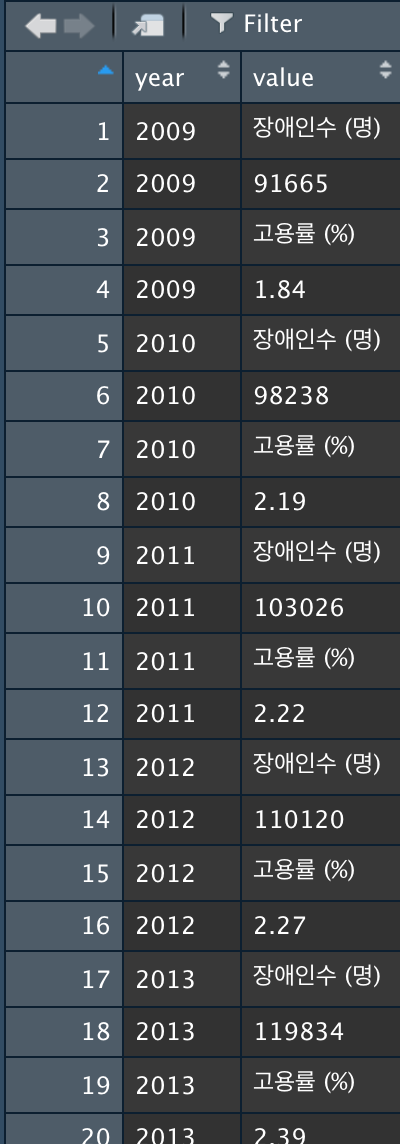 Filter
year value
1 2009 장애인수 (명)
2 2009 91665
3 2009 고용률 (%)
4 2009 1.84
5 2010 장애인수 (명)
6 2010 98238
7 2010 고용률 (%)
8 2010 2.19
9 2011 장애인수 (명)
10 2011 103026
11 2011 고용률 (%)
12 2011 2.22
13 2012 장애인수 (명)
14 2012 110120
15 2012 고용률 (%)
16 2012 2.27
17 2013 장애인수 (명)
18 2013 119834
19 2013 고용률 (%)
20 2013 2.39